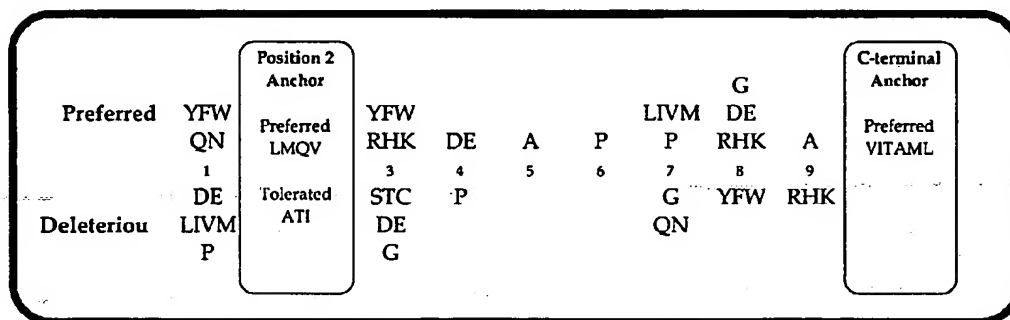 Position 2
Anchor
C-terminal
Anchor
G
Preferred YFW YFW LIVM DE
Preferred
LMQV
Preferred
VITAML
QN RHK DE A P P RHK A
1 3 4 5 6 7 8 9
DE Tolerated STC P G YFW RHK
ATI
Deleteriou LIVM DE QN
P G